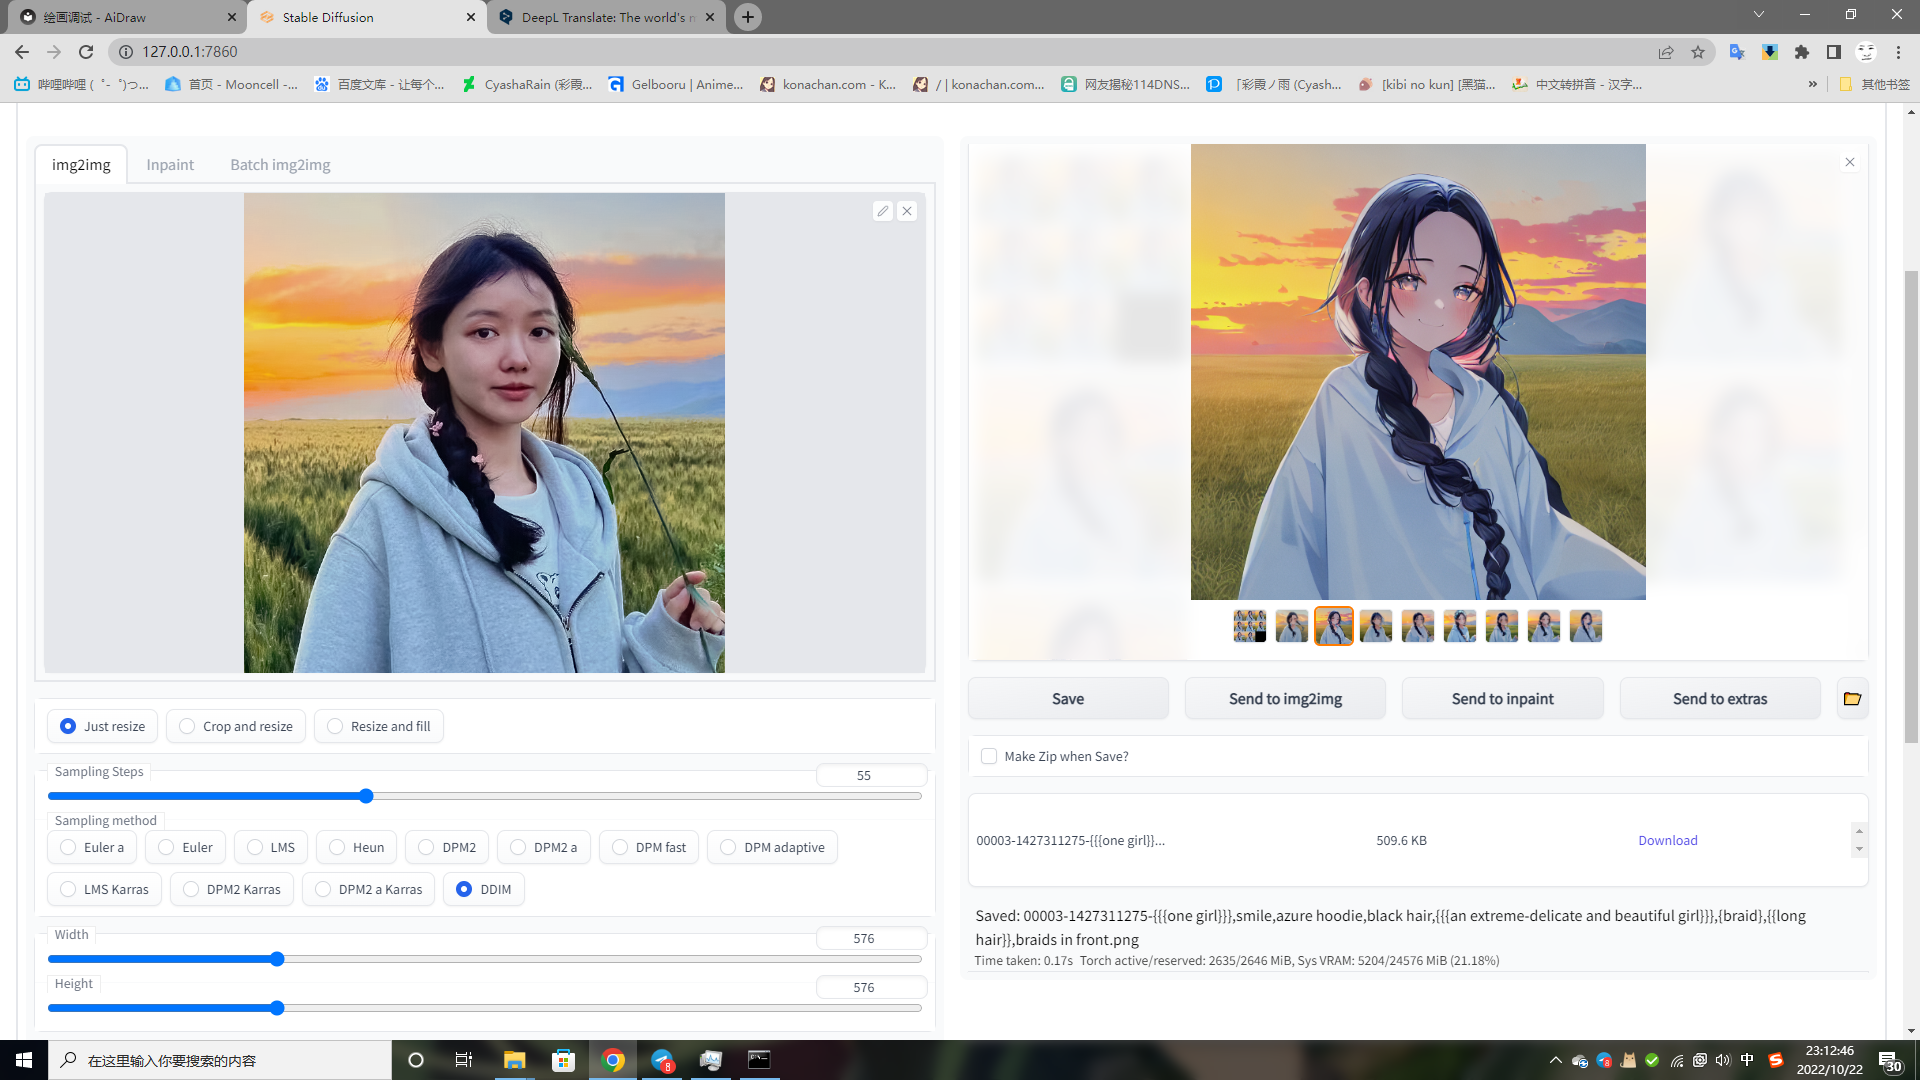 绘画调试 - AiDraw
Stable Diffusion
DeepL Translate: The world's
127.0.0.1:7860
哔哩哔哩 ( ゜- ゜)つ...
首页 - Mooncell -...
百度文库 - 让每个...
CyashaRain (彩霞...
Gelbooru | Anime...
konachan.com - K...
/ | konachan.com...
网友揭秘114DNS...
「彩霞ノ雨 (Cyash...
[kibi no kun] [黑猫...
中文转拼音 - 汉字...
»
其他书签
img2img
Inpaint
Batch img2img
Just resize
Crop and resize
Resize and fill
Sampling Steps
55
Sampling method
Euler a
Euler
LMS
Heun
DPM2
DPM2 a
DPM fast
DPM adaptive
LMS Karras
DPM2 Karras
DPM2 a Karras
DDIM
Width
576
Height
576
Save
Send to img2img
Send to inpaint
Send to extras
Make Zip when Save?
00003-1427311275-{{{one girl}}...
509.6 KB
Download
Saved: 00003-1427311275-{{{one girl}}},smile,azure hoodie,black hair,{{{an extreme-delicate and beautiful girl}}},{braid},{{long
hair}},braids in front.png
Time taken: 0.17s Torch active/reserved: 2635/2646 MiB, Sys VRAM: 5204/24576 MiB (21.18%)
在这里输入你要搜索的内容
8
中
23:12:46
2022/10/22
30